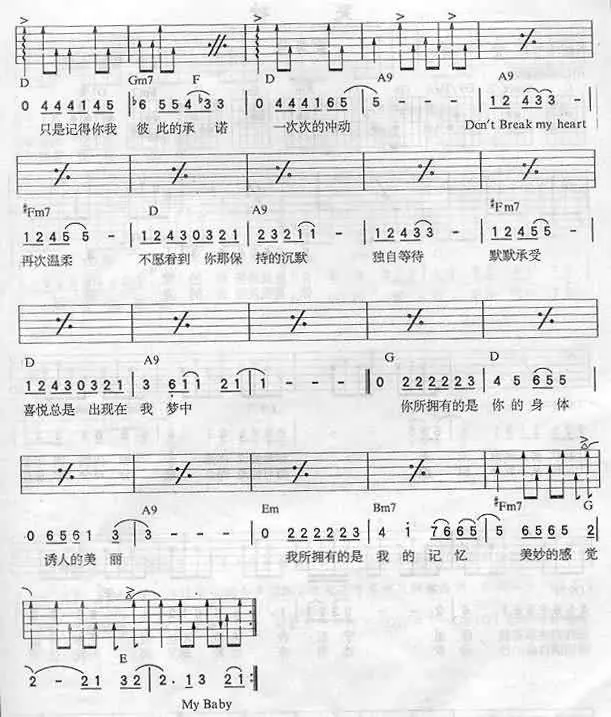 D Gm7 F D A9 A9
0 444145 | ♭6 554 ♭33 | 0 444165 | 5 - - - | 12 433 |
只是记得你我 彼 此的承 诺 一次次的冲动 Don't Break my heart
♯Fm7 D A9 ♯Fm7
12455 - | 12430321 | 23211 - | 12433 - | 12455 - |
再次温柔 不愿看到 你那保 持的沉默 独自等待 默默承受
D A9 G D
12430321 | 3 611 21 | 1 - - - || 0 222223 | 4 5 655 |
喜悦总是 出现在 我 梦中 你所拥有的是 你 的 身 体
A9 Em Bm7 ♯Fm7 G
0 6561 3 | 3 - - - | 0 222223 | 4 1 7665 | 5 6565 2 |
诱人的美 丽 我所拥有的是 我 的 记 忆 美妙的感 觉
E
2 - 21 32 | 2. 13 21 :
My Baby